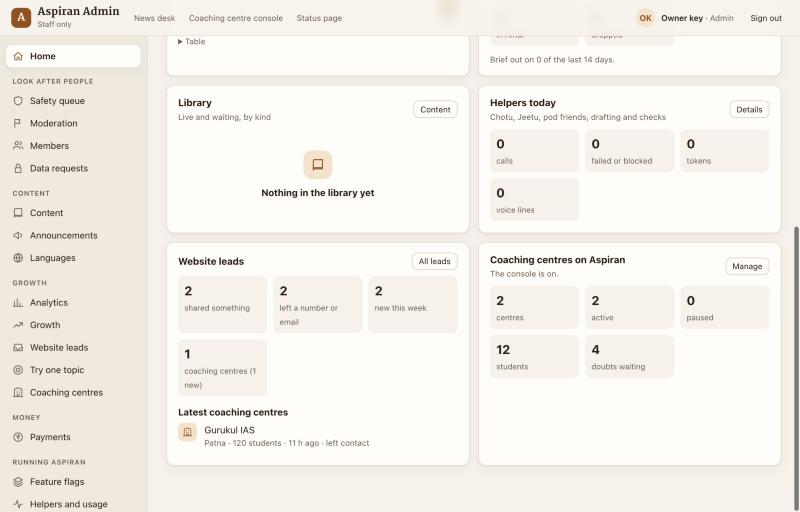 A
Aspiran Admin
Staff only
News desk
Coaching centre console
Status page
OK
Owner key · Admin
Sign out
Home
LOOK AFTER PEOPLE
Safety queue
Moderation
Members
Data requests
CONTENT
Content
Announcements
Languages
GROWTH
Analytics
Growth
Website leads
Try one topic
Coaching centres
MONEY
Payments
RUNNING ASPIRAN
Feature flags
Helpers and usage
Table
Brief out on 0 of the last 14 days.
Library
Live and waiting, by kind
Content
Nothing in the library yet
Helpers today
Chotu, Jeetu, pod friends, drafting and checks
Details
0
calls
0
failed or blocked
0
tokens
0
voice lines
Website leads
All leads
2
shared something
2
left a number or
email
2
new this week
1
coaching centres (1
new)
Latest coaching centres
Gurukul IAS
Patna · 120 students · 11 h ago · left contact
Coaching centres on Aspiran
The console is on.
Manage
2
centres
2
active
0
paused
12
students
4
doubts waiting